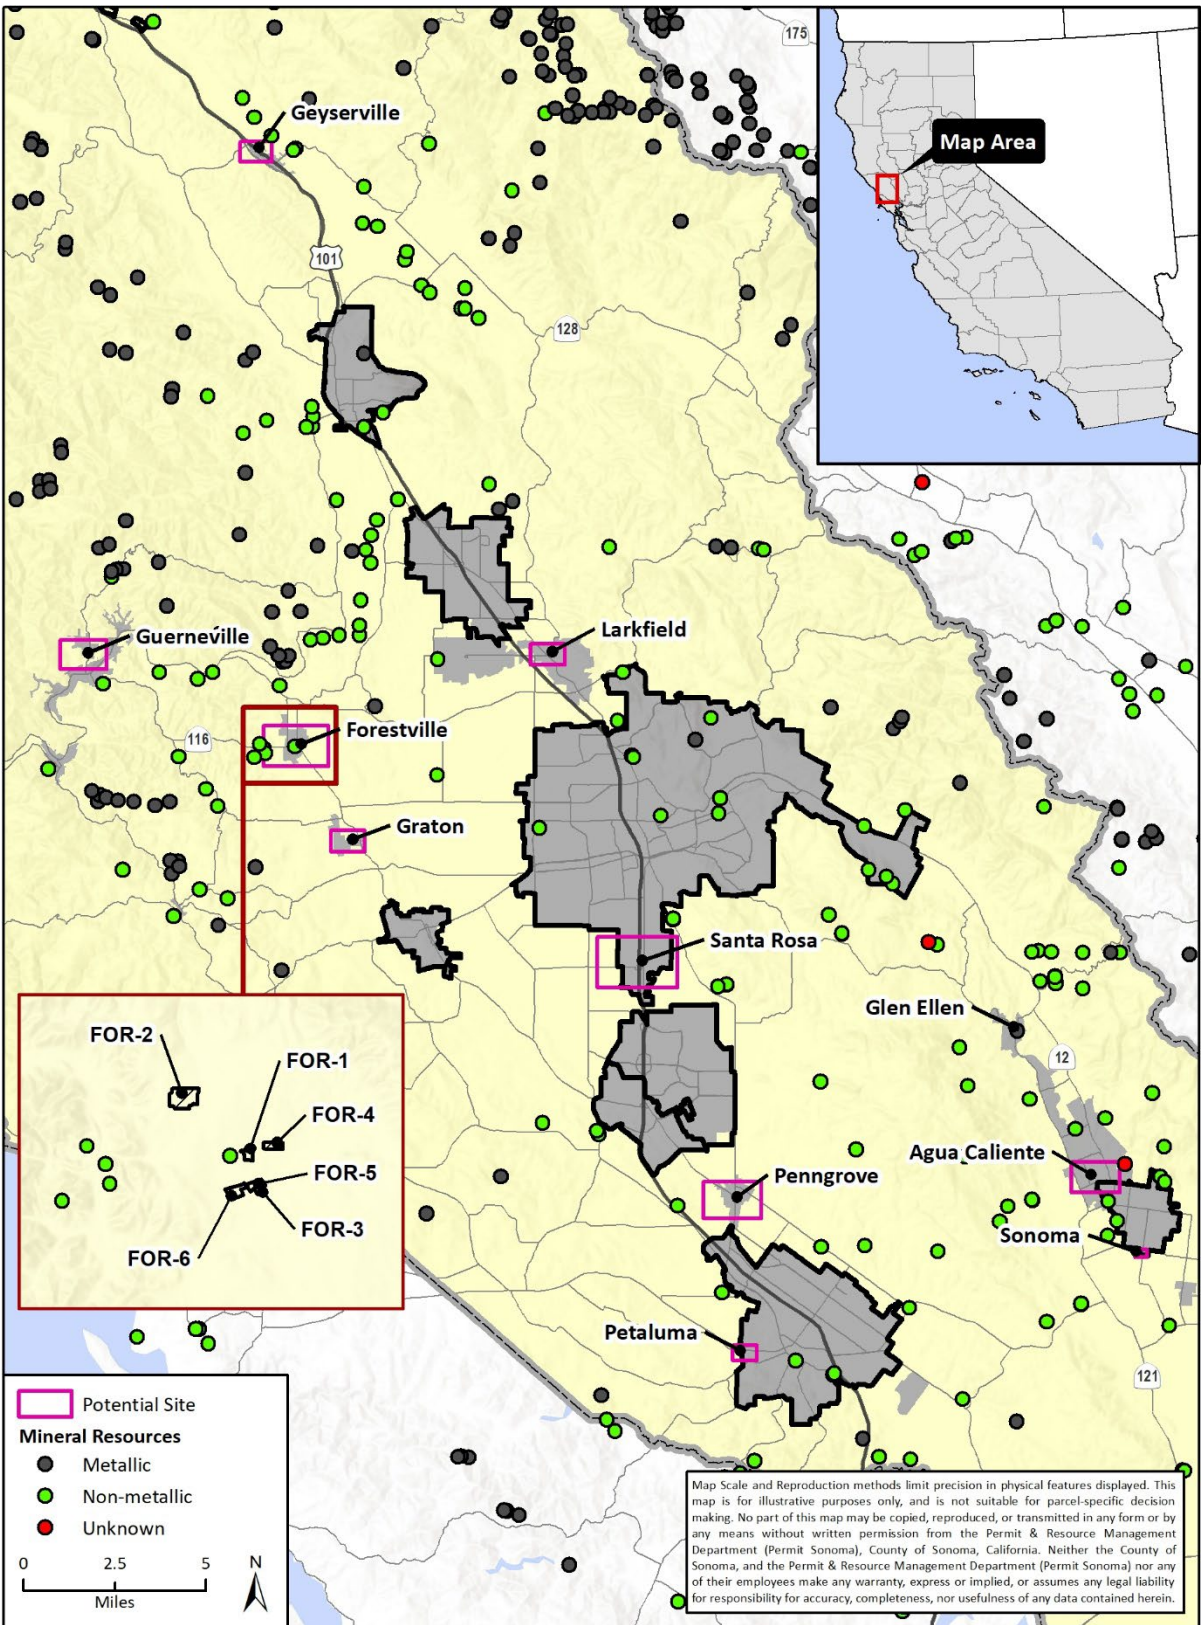 175
Geyserville
Map Area
101
128
Guerneville
Larkfield
Forestville
116
Graton
Santa Rosa
Glen Ellen
12
FOR-2
FOR-1
FOR-4
FOR-5
FOR-3
FOR-6
Agua Caliente
Penngrove
Sonoma
Petaluma
121
Potential Site
Mineral Resources
Metallic
Non-metallic
Unknown
0 2.5 5
Miles
N
Map Scale and Reproduction methods limit precision in physical features displayed. This
map is for illustrative purposes only, and is not suitable for parcel-specific decision
making. No part of this map may be copied, reproduced, or transmitted in any form or by
any means without written permission from the Permit & Resource Management
Department (Permit Sonoma), County of Sonoma, California. Neither the County of
Sonoma, and the Permit & Resource Management Department (Permit Sonoma) nor any
of their employees make any warranty, express or implied, or assumes any legal liability
for responsibility for accuracy, completeness, nor usefulness of any data contained herein.